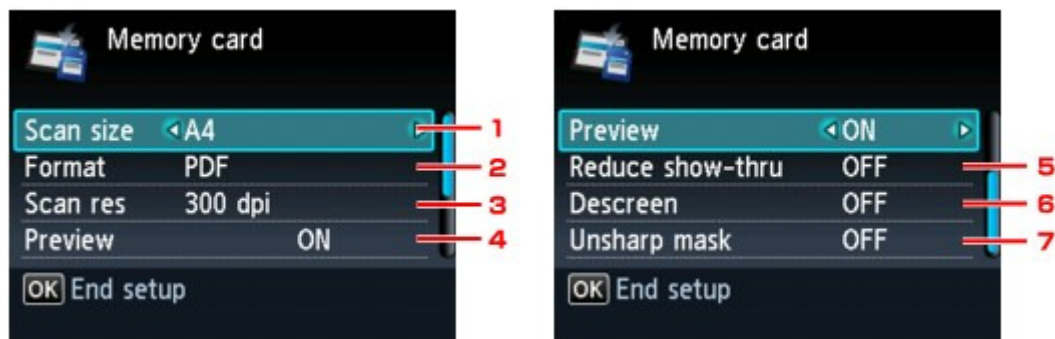 Memory card
Scan size A4 1
Format PDF 2
Scan res 300 dpi 3
Preview ON 4
OK End setup
Memory card
Preview ON
Reduce show-thru OFF 5
Descreen OFF 6
Unsharp mask OFF 7
OK End setup